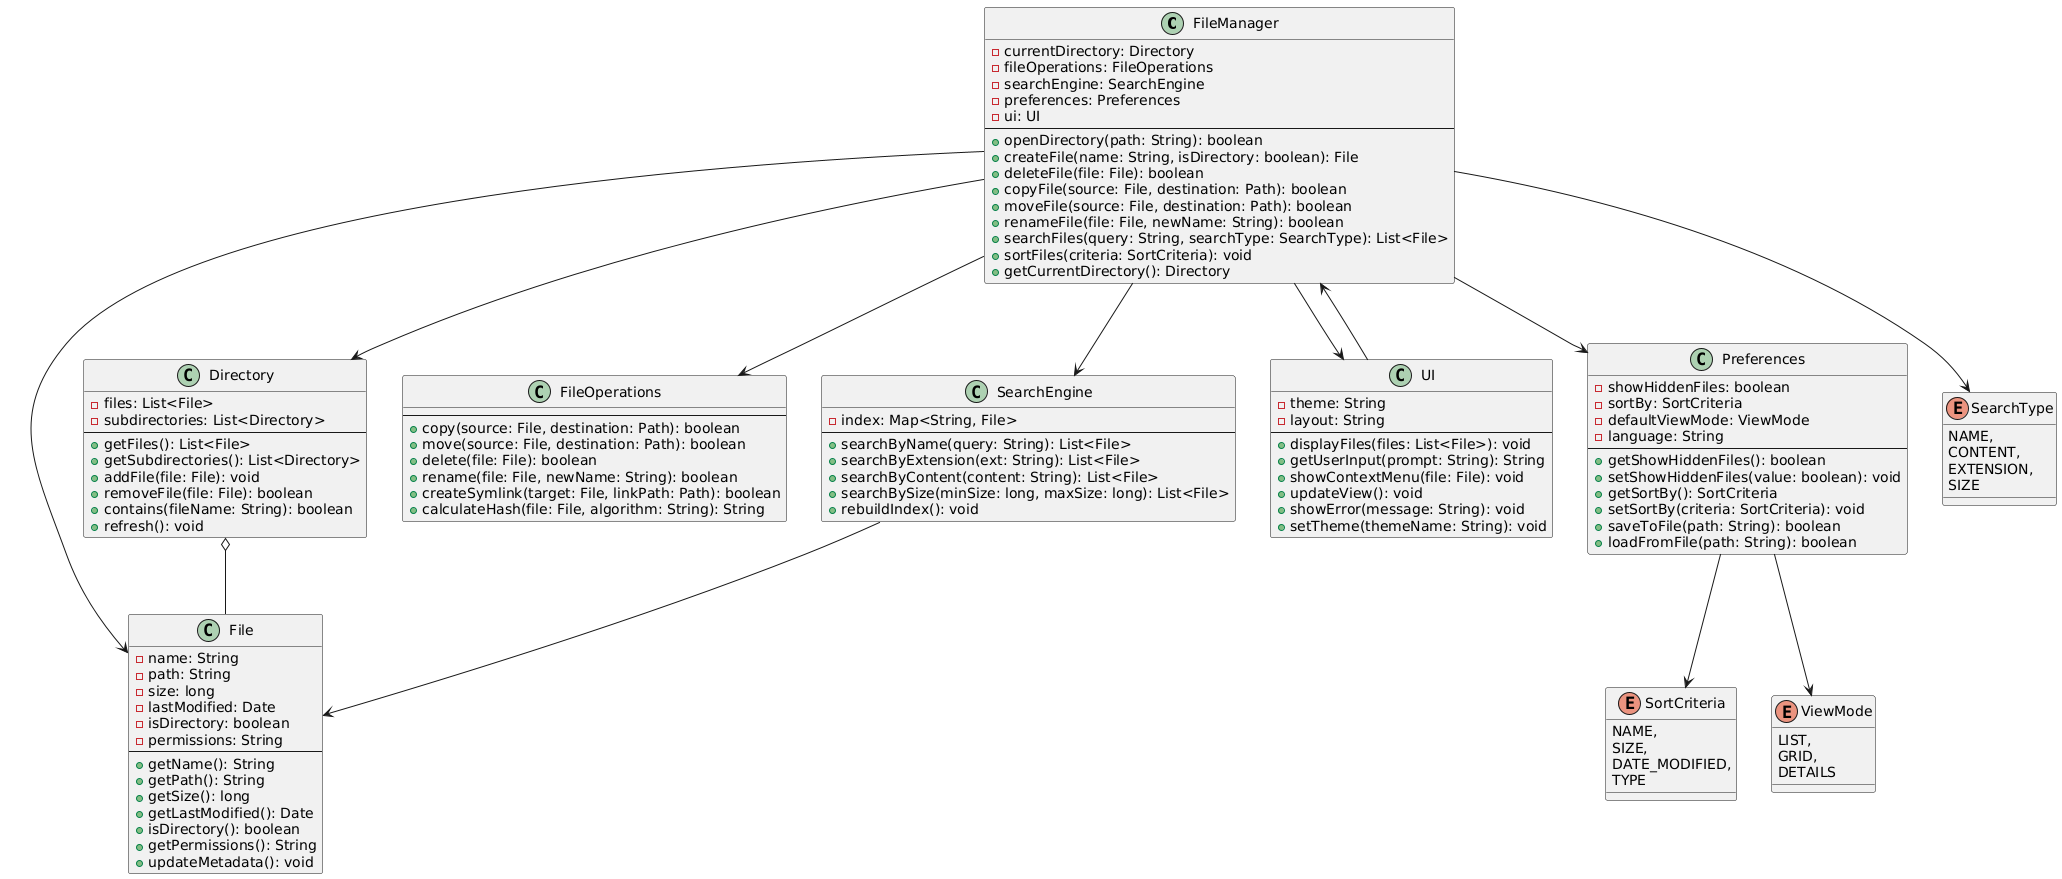 C FileManager
currentDirectory: Directory
fileOperations: FileOperations
searchEngine: SearchEngine
preferences: Preferences
ui: UI
openDirectory(path: String): boolean
createFile(name: String, isDirectory: boolean): File
deleteFile(file: File): boolean
copyFile(source: File, destination: Path): boolean
moveFile(source: File, destination: Path): boolean
renameFile(file: File, newName: String): boolean
searchFiles(query: String, searchType: SearchType): List<File>
sortFiles(criteria: SortCriteria): void
getCurrentDirectory(): Directory
C Directory
files: List<File>
subdirectories: List<Directory>
getFiles(): List<File>
getSubdirectories(): List<Directory>
addFile(file: File): void
removeFile(file: File): boolean
contains(fileName: String): boolean
refresh(): void
C FileOperations
copy(source: File, destination: Path): boolean
move(source: File, destination: Path): boolean
delete(file: File): boolean
rename(file: File, newName: String): boolean
createSymlink(target: File, linkPath: Path): boolean
calculateHash(file: File, algorithm: String): String
C SearchEngine
index: Map<String, File>
searchByName(query: String): List<File>
searchByExtension(ext: String): List<File>
searchByContent(content: String): List<File>
searchBySize(minSize: long, maxSize: long): List<File>
rebuildIndex(): void
C UI
theme: String
layout: String
displayFiles(files: List<File>): void
getUserInput(prompt: String): String
showContextMenu(file: File): void
updateView(): void
showError(message: String): void
setTheme(themeName: String): void
C Preferences
showHiddenFiles: boolean
sortBy: SortCriteria
defaultViewMode: ViewMode
language: String
getShowHiddenFiles(): boolean
setShowHiddenFiles(value: boolean): void
getSortBy(): SortCriteria
setSortBy(criteria: SortCriteria): void
saveToFile(path: String): boolean
loadFromFile(path: String): boolean
E SearchType
NAME,
CONTENT,
EXTENSION,
SIZE
C File
name: String
path: String
size: long
lastModified: Date
isDirectory: boolean
permissions: String
getName(): String
getPath(): String
getSize(): long
getLastModified(): Date
isDirectory(): boolean
getPermissions(): String
updateMetadata(): void
E SortCriteria
NAME,
SIZE,
DATE_MODIFIED,
TYPE
E ViewMode
LIST,
GRID,
DETAILS